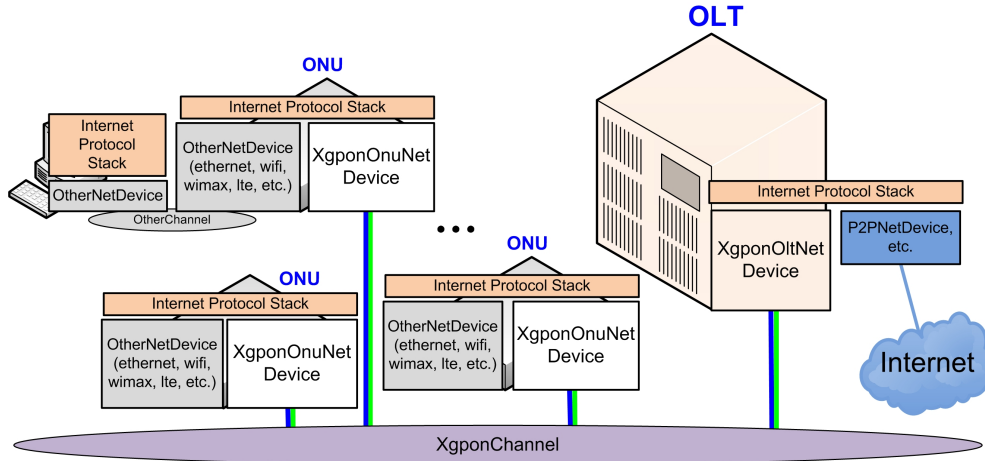 OLT
ONU
Internet Protocol Stack
Internet
Protocol
Stack
OtherNetDevice
OtherChannel
OtherNetDevice
(ethernet, wifi,
wimax, lte, etc.)
XgponOnuNet
Device
Internet Protocol Stack
XgponOltNet
Device
P2PNetDevice,
etc.
Internet
•••
ONU
Internet Protocol Stack
OtherNetDevice
(ethernet, wifi,
wimax, lte, etc.)
XgponOnuNet
Device
ONU
Internet Protocol Stack
OtherNetDevice
(ethernet, wifi,
wimax, lte, etc.)
XgponOnuNet
Device
XgponChannel